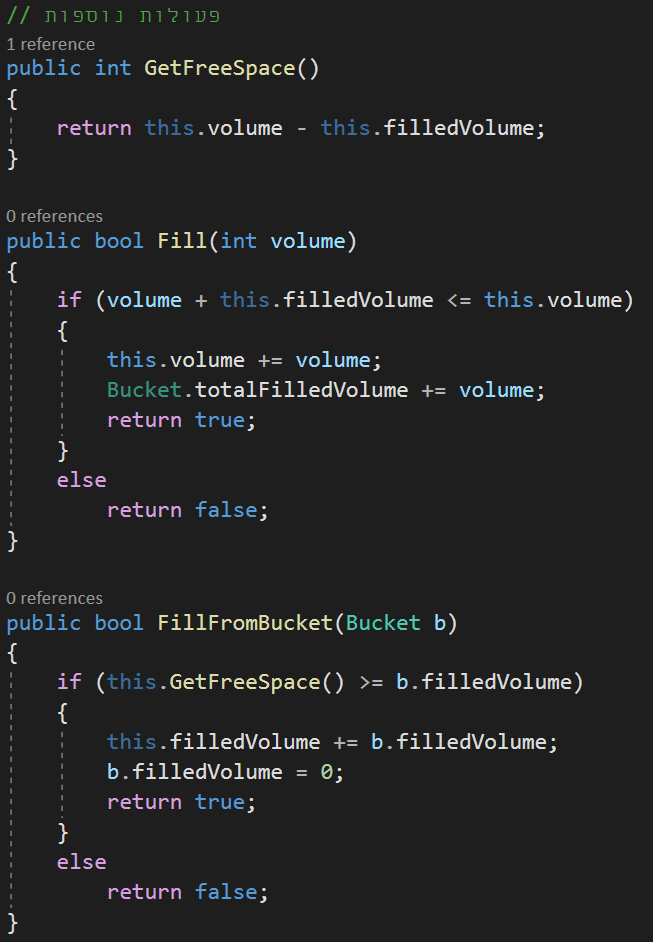 // פעולות נוספות
1 reference
public int GetFreeSpace()
{
return this.volume - this.filledVolume;
}
0 references
public bool Fill(int volume)
{
if (volume + this.filledVolume <= this.volume)
{
this.volume += volume;
Bucket.totalFilledVolume += volume;
return true;
}
else
return false;
}
0 references
public bool FillFromBucket(Bucket b)
{
if (this.GetFreeSpace() >= b.filledVolume)
{
this.filledVolume += b.filledVolume;
b.filledVolume = 0;
return true;
}
else
return false;
}